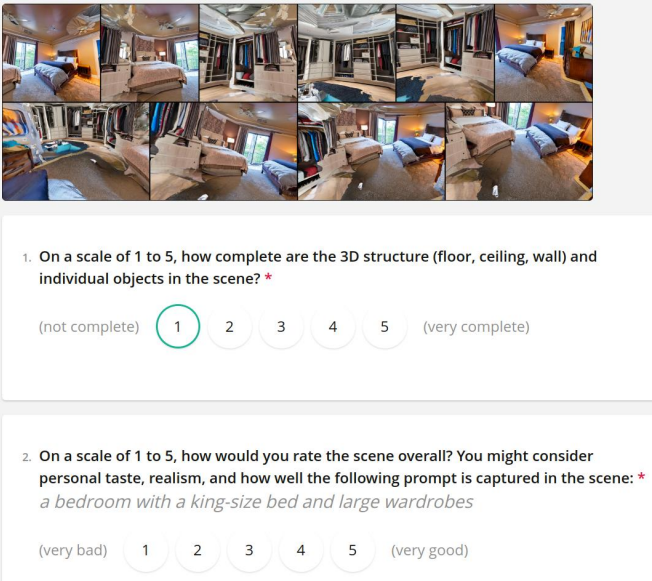 1. On a scale of 1 to 5, how complete are the 3D structure (floor, ceiling, wall) and
individual objects in the scene? *
(not complete) 1 2 3 4 5 (very complete)
2. On a scale of 1 to 5, how would you rate the scene overall? You might consider
personal taste, realism, and how well the following prompt is captured in the scene: *
a bedroom with a king-size bed and large wardrobes
(very bad) 1 2 3 4 5 (very good)